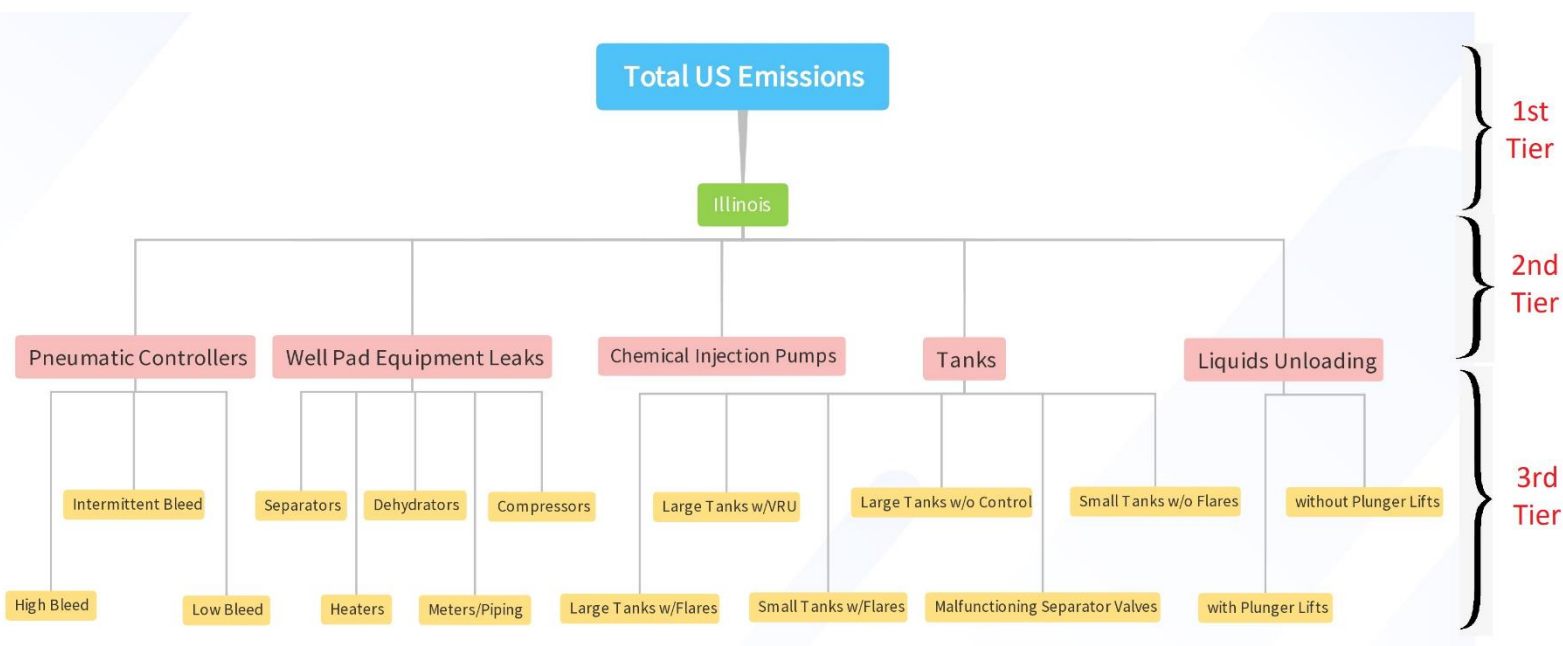 Total US Emissions
1st
Tier
Illinois
2nd
Tier
Pneumatic Controllers
Well Pad Equipment Leaks
Chemical Injection Pumps
Tanks
Liquids Unloading
3rd
Tier
Intermittent Bleed
Separators
Dehydrators
Compressors
Large Tanks w/VRU
Large Tanks w/o Control
Small Tanks w/o Flares
without Plunger Lifts
High Bleed
Low Bleed
Heaters
Meters/Piping
Large Tanks w/Flares
Small Tanks w/Flares
Malfunctioning Separator Valves
with Plunger Lifts